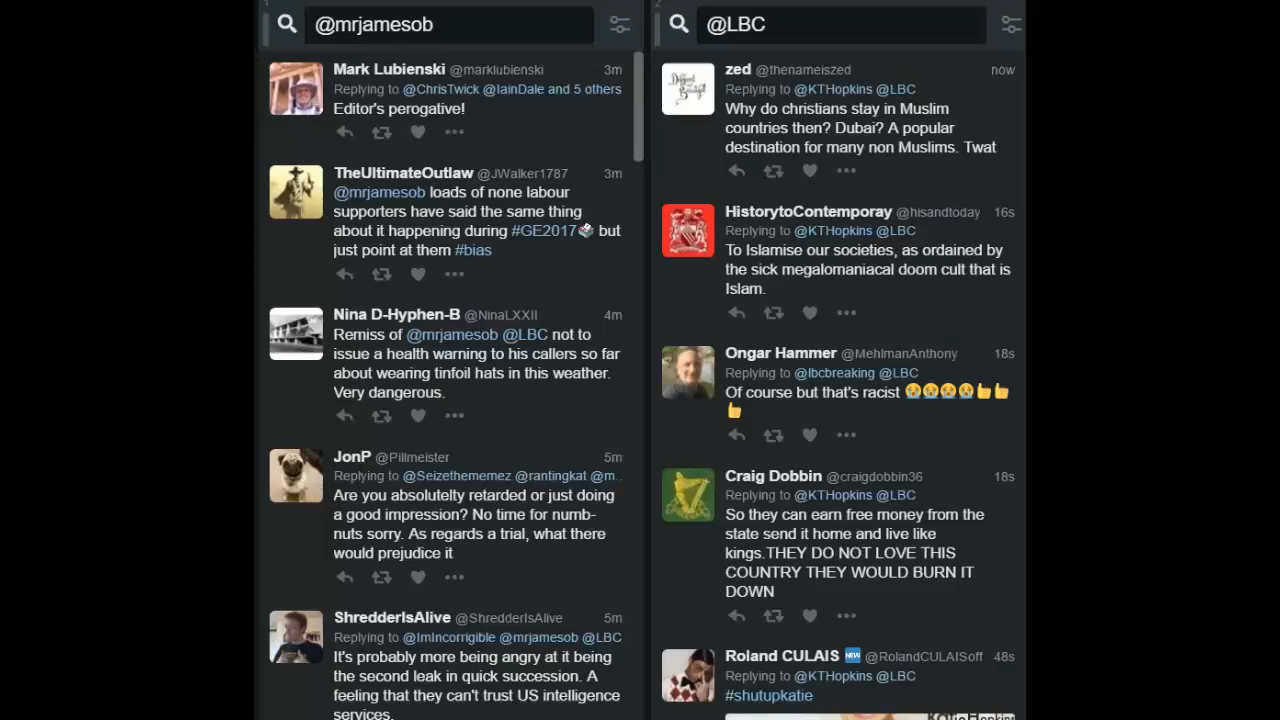 1
@mrjamesob
Mark Lubienski @marklubienski 3m
Replying to @ChrisTwick @IainDale and 5 others
Editor's perogative!
TheUltimateOutlaw @JWalker1787 3m
@mrjamesob loads of none labour
supporters have said the same thing
about it happening during #GE2017 but
just point at them #bias
Nina D-Hyphen-B @NinaLXXII 4m
Remiss of @mrjamesob @LBC not to
issue a health warning to his callers so far
about wearing tinfoil hats in this weather.
Very dangerous.
JonP @Pillmeister 5m
Replying to @Seizethememez @rantingkat @m..
Are you absolutelty retarded or just doing
a good impression? No time for numb-
nuts sorry. As regards a trial, what there
would prejudice it
ShredderIsAlive @ShredderIsAlive 5m
Replying to @ImIncorrigible @mrjamesob @LBC
It's probably more being angry at it being
the second leak in quick succession. A
feeling that they can't trust US intelligence
services.
2
@LBC
zed @thenameiszed now
Replying to @KTHopkins @LBC
Why do christians stay in Muslim
countries then? Dubai? A popular
destination for many non Muslims. Twat
HistorytoContemporay @hisandtoday 16s
Replying to @KTHopkins @LBC
To Islamise our societies, as ordained by
the sick megalomaniacal doom cult that is
Islam.
Ongar Hammer @MehlmanAnthony 18s
Replying to @lbcbreaking @LBC
Of course but that's racist 😭😭😭😭👍👍
👍
Craig Dobbin @craigdobbin36 18s
Replying to @KTHopkins @LBC
So they can earn free money from the
state send it home and live like
kings.THEY DO NOT LOVE THIS
COUNTRY THEY WOULD BURN IT
DOWN
Roland CULAIS 🆕 @RolandCULAISoff 48s
Replying to @KTHopkins @LBC
#shutupkatie